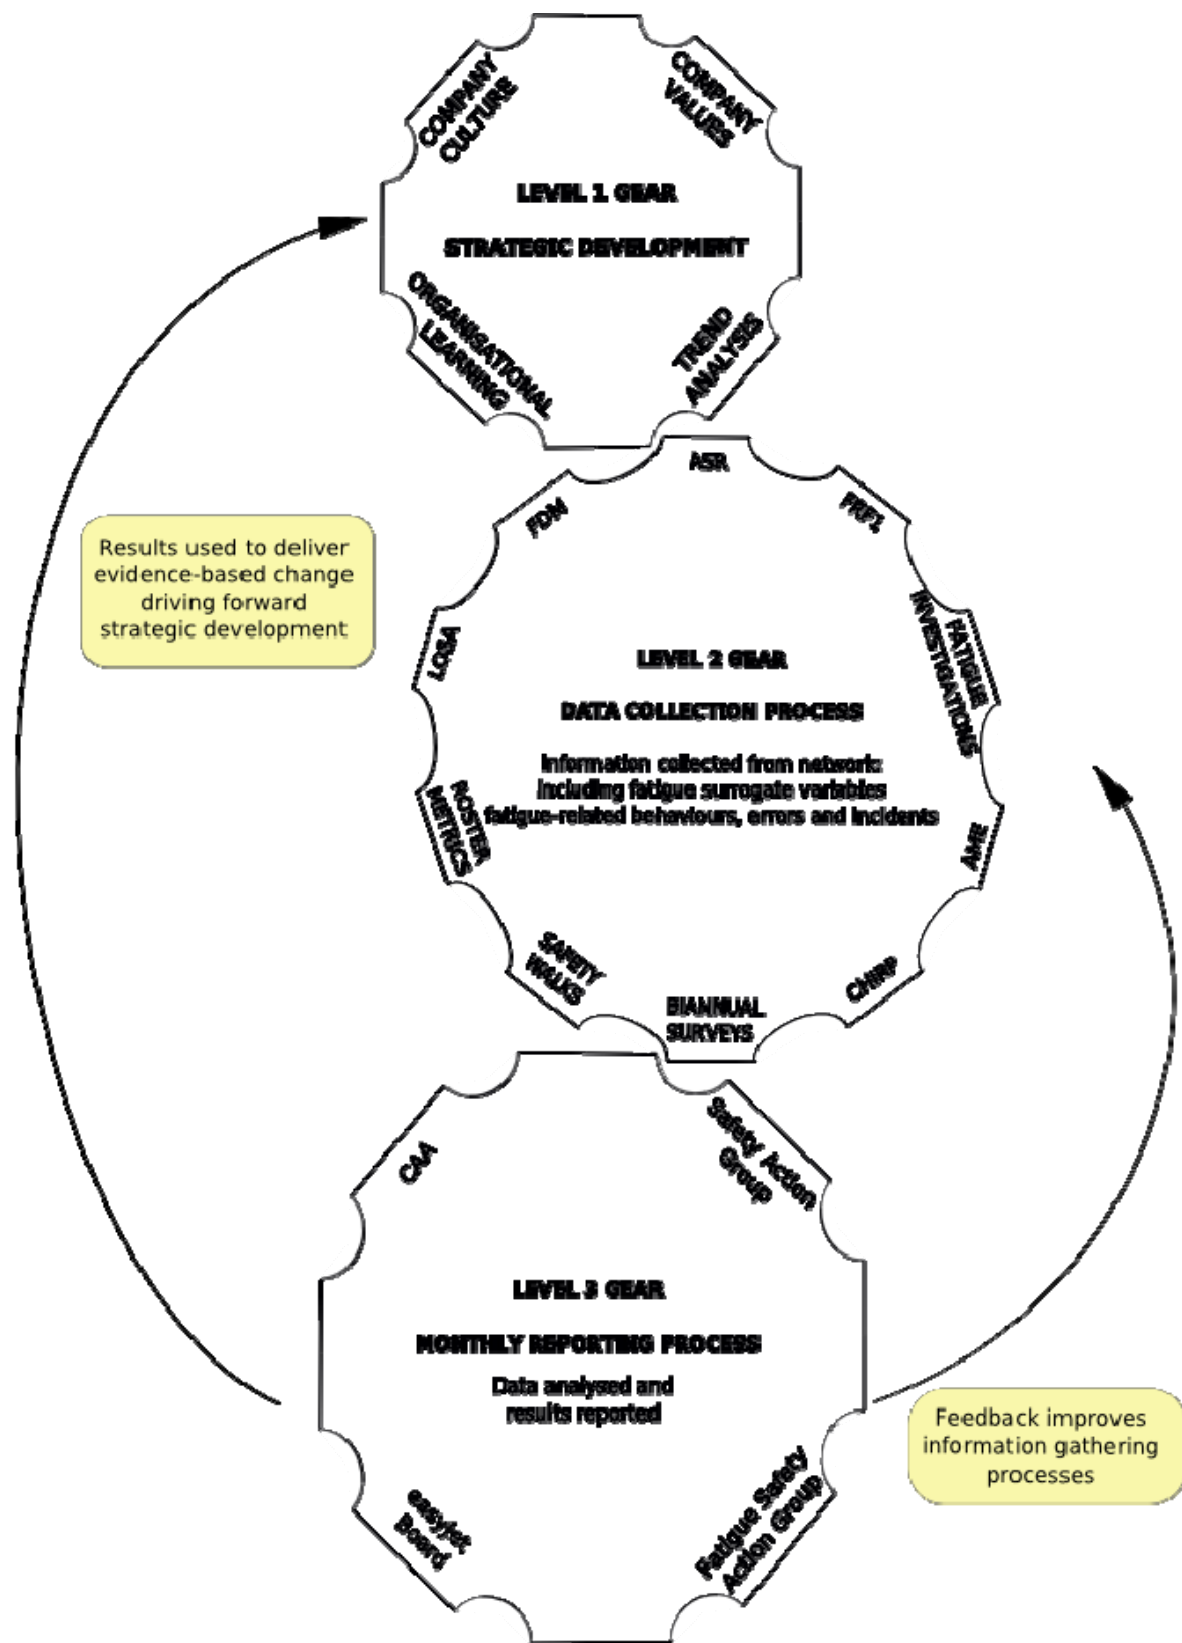 COMPANY
CULTURE
COMPANY
VALUES
LEVEL 1 GEAR
STRATEGIC DEVELOPMENT
ORGANISATIONAL
LEARNING
TREND
ANALYSIS
ASR
FDM
FRF1
Results used to deliver
evidence-based change
driving forward
strategic development
LOSA
FATIGUE
INVESTIGATIONS
LEVEL 2 GEAR
DATA COLLECTION PROCESS
Information collected from network:
including fatigue surrogate variables
fatigue-related behaviours, errors and incidents
ROSTER
METRICS
AME
SAFETY
WALKS
CHIRP
BIANNUAL
SURVEYS
CAA
Safety Action
Group
LEVEL 3 GEAR
MONTHLY REPORTING PROCESS
Data analysed and
results reported
Feedback improves
information gathering
processes
easyJet
Board
Fatigue Safety
Action Group